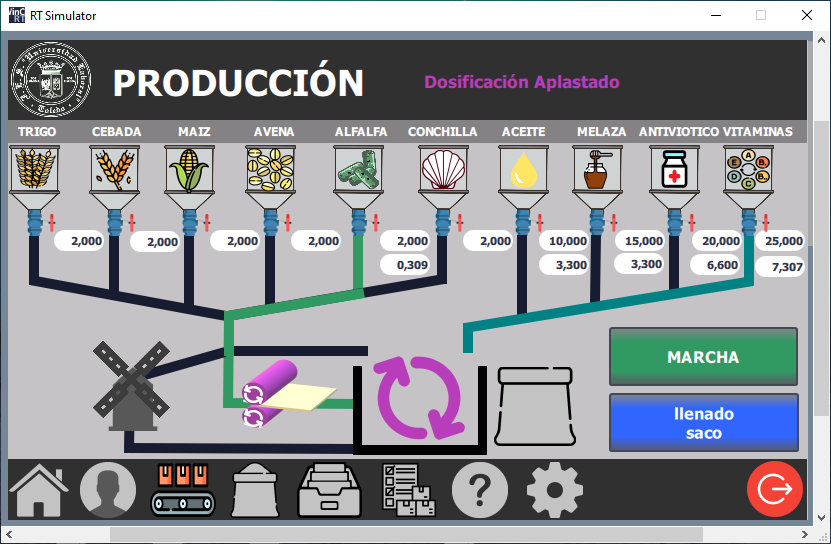 RT Simulator
PRODUCCIÓN
Dosificación Aplastado
TRIGO CEBADA MAIZ AVENA ALFALFA CONCHILLA ACEITE MELAZA ANTIVIOTICO VITAMINAS
A
E B
D B
C B
2,000 2,000 2,000 2,000 2,000 2,000 10,000 15,000 20,000 25,000
0,309 3,300 3,300 6,600 7,307
MARCHA
llenado
saco
?